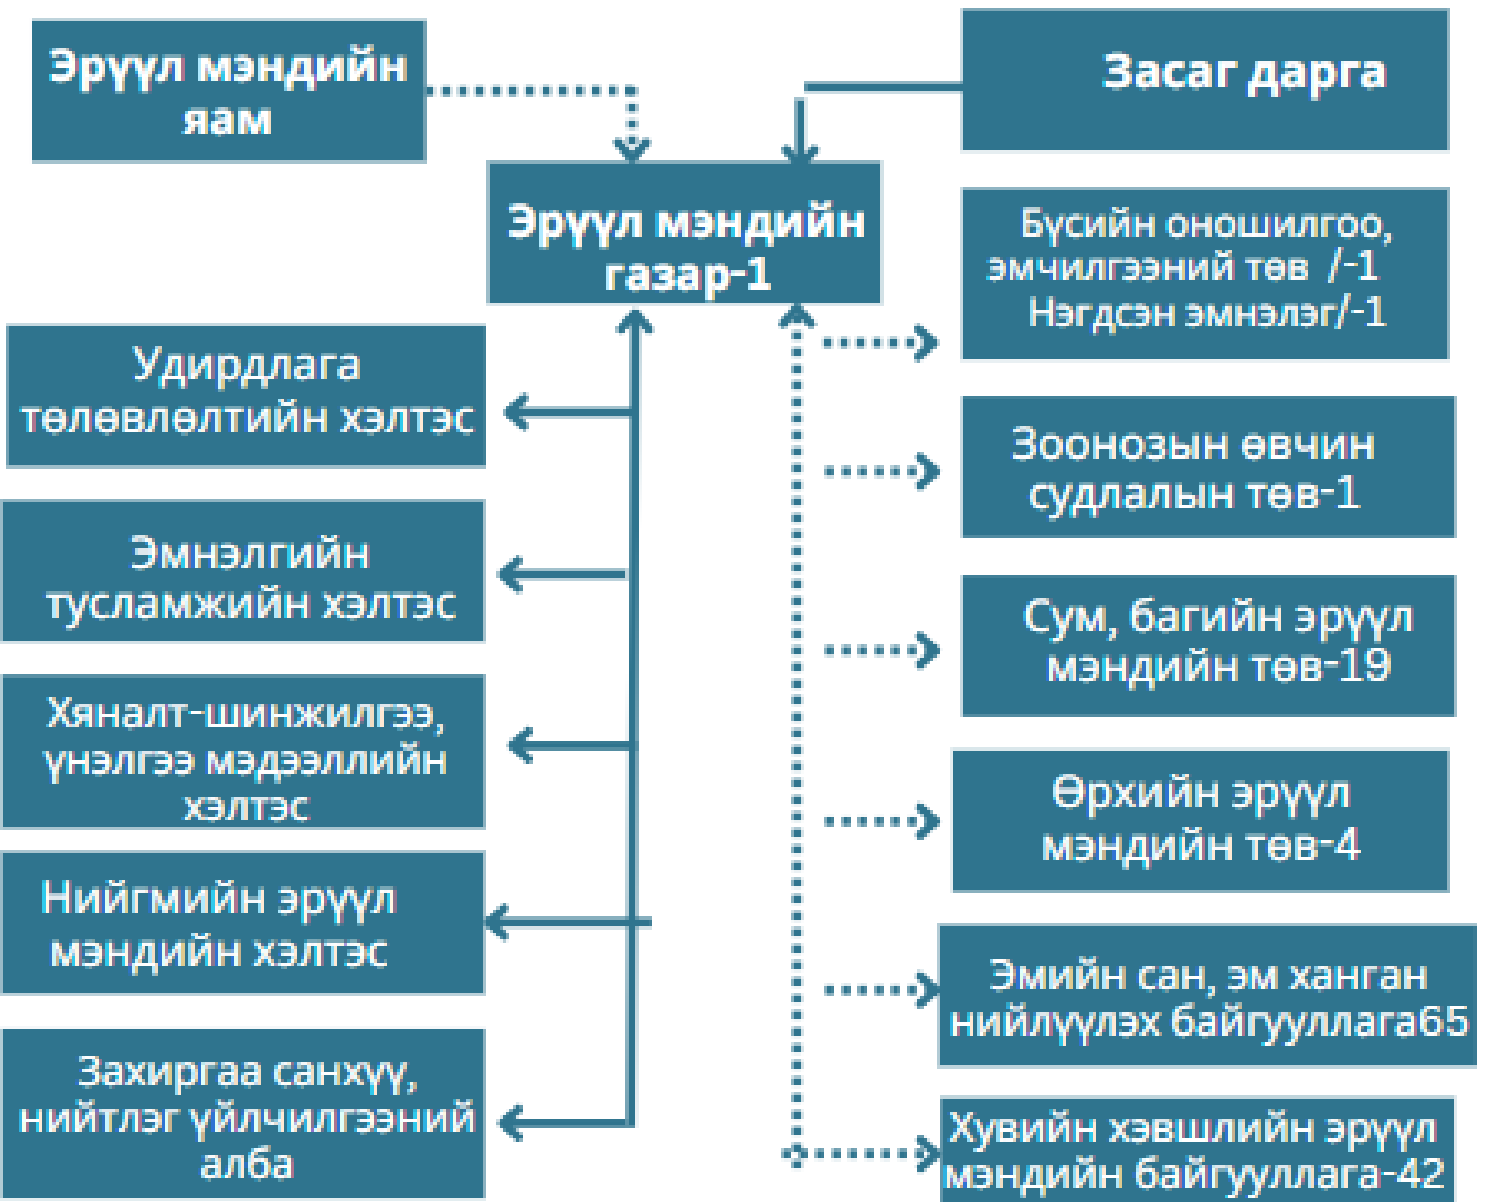 Эрүүл мэндийн
яам
Засаг дарга
Эрүүл мэндийн
газар-1
Удирдлага
төлөвлөлтийн хэлтэс
Эмнэлгийн
тусламжийн хэлтэс
Хяналт-шинжилгээ,
үнэлгээ мэдээллийн
хэлтэс
Нийгмийн эрүүл
мэндийн хэлтэс
Захиргаа санхүү,
нийтлэг үйлчилгээний
алба
Бүсийн оношилгоо,
эмчилгээний төв /-1
Нэгдсэн эмнэлэг/-1
Зоонозын өвчин
судлалын төв-1
Сум, багийн эрүүл
мэндийн төв-19
Өрхийн эрүүл
мэндийн төв-4
Эмийн сан, эм ханган
нийлүүлэх байгууллага65
Хувийн хэвшлийн эрүүл
мэндийн байгууллага-42